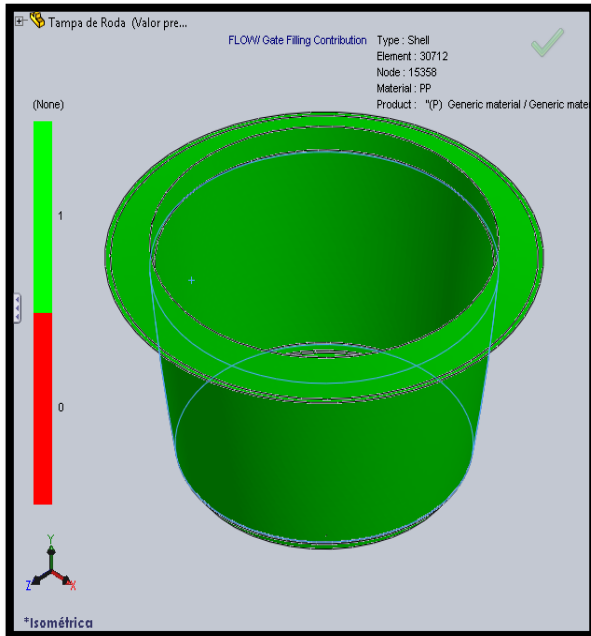 Tampa de Roda (Valor pre...
FLOW/ Gate Filling Contribution
Type : Shell
Element : 30712
Node : 15358
Material : PP
Product : "(P) Generic material / Generic mate
(None)
1
0
Y
Z
X
*Isométrica